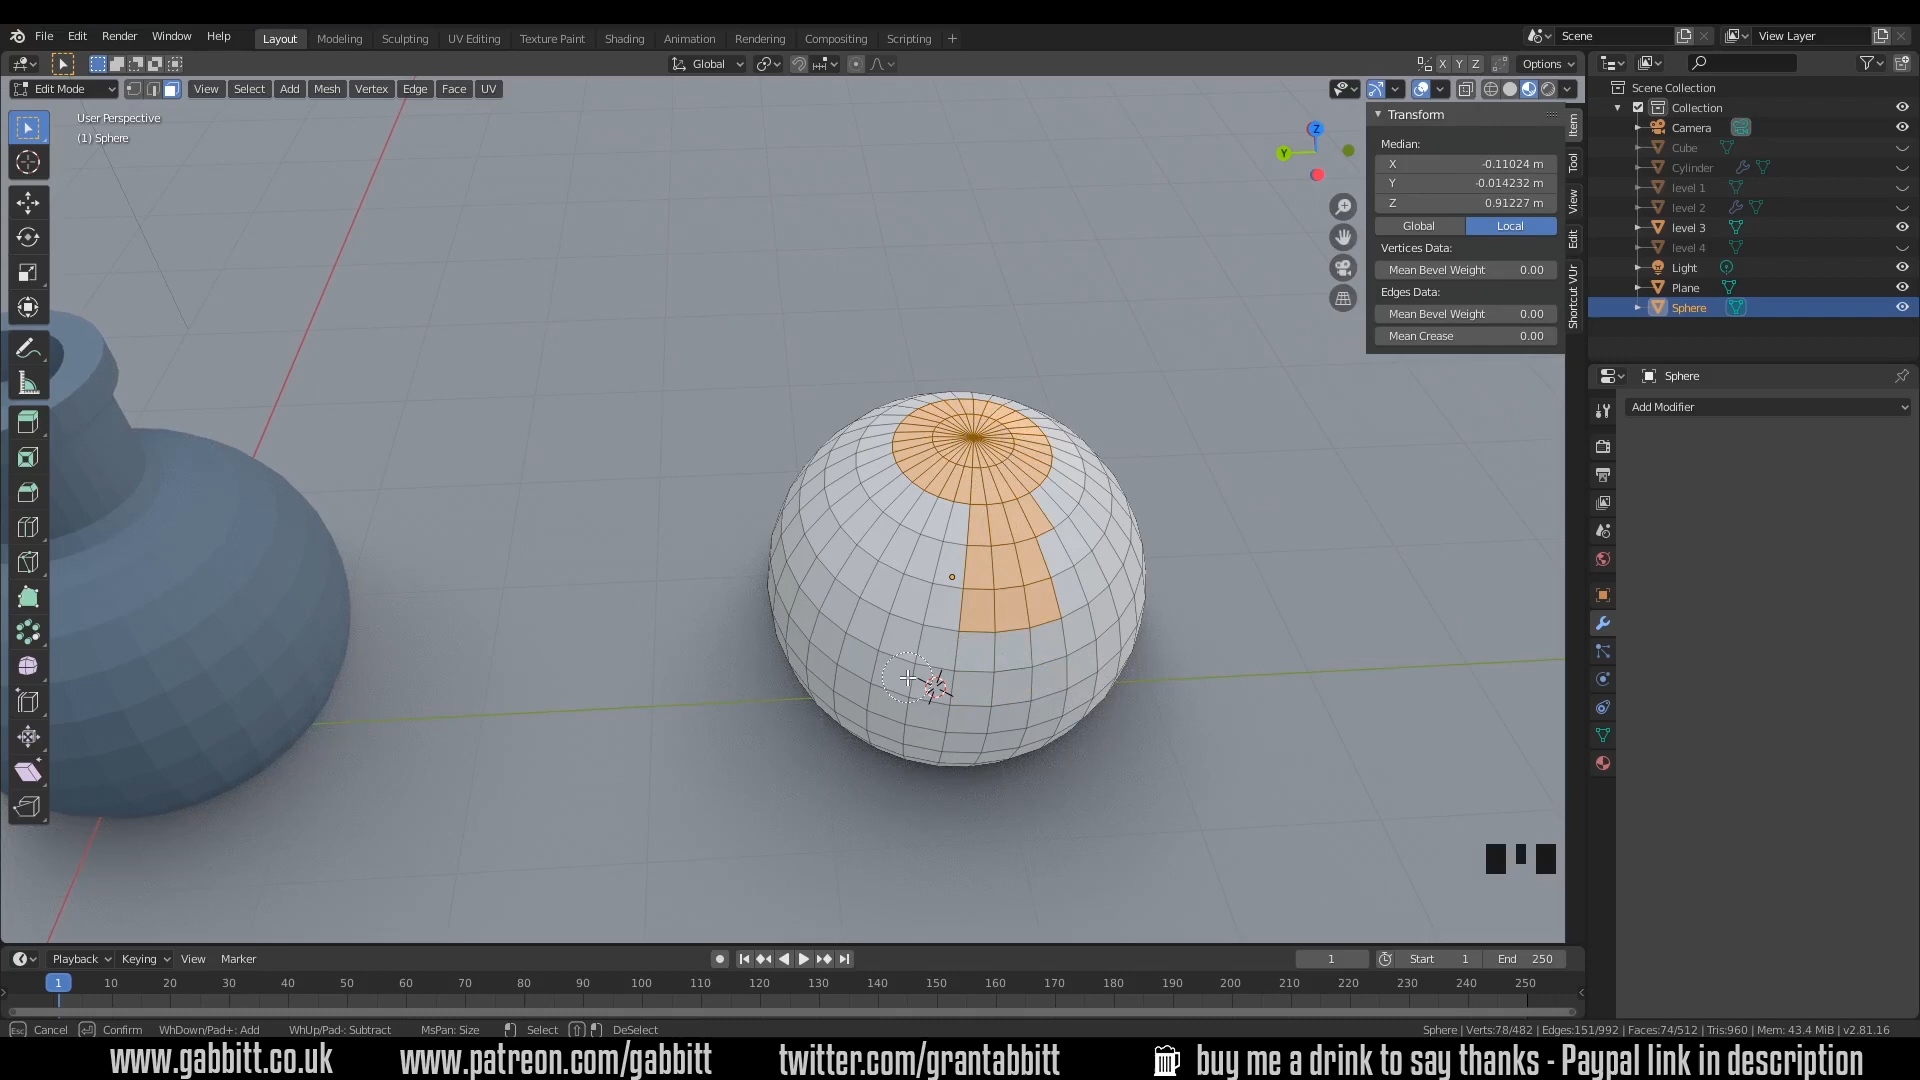 File Edit Render Window Help Layout Modeling Sculpting UV Editing Texture Paint Shading Animation Rendering Compositing Scripting + Scene View Layer
Global X Y Z Options
Edit Mode View Select Add Mesh Vertex Edge Face UV
User Perspective
(1) Sphere
Z
Y
Transform
Median:
X -0.11024 m
Y -0.014232 m
Z 0.91227 m
Global Local
Vertices Data:
Mean Bevel Weight 0.00
Edges Data:
Mean Bevel Weight 0.00
Mean Crease 0.00
Item
Tool
View
Edit
Shortcut VUr
Scene Collection
Collection
Camera
Cube
Cylinder
level 1
level 2
level 3
level 4
Light
Plane
Sphere
Sphere
Add Modifier
Playback Keying View Marker 1 Start 1 End 250
1 10 20 30 40 50 60 70 80 90 100 110 120 130 140 150 160 170 180 190 200 210 220 230 240 250
Esc Cancel Confirm WhDown/Pad+: Add WhUp/Pad-: Subtract MsPan: Size Select DeSelect Sphere | Verts:78/482 | Edges:151/992 | Faces:74/512 | Tris:960 | Mem: 43.4 MiB | v2.81.16
www.gabbitt.co.uk www.patreon.com/gabbitt twitter.com/grantabbitt buy me a drink to say thanks - Paypal link in description